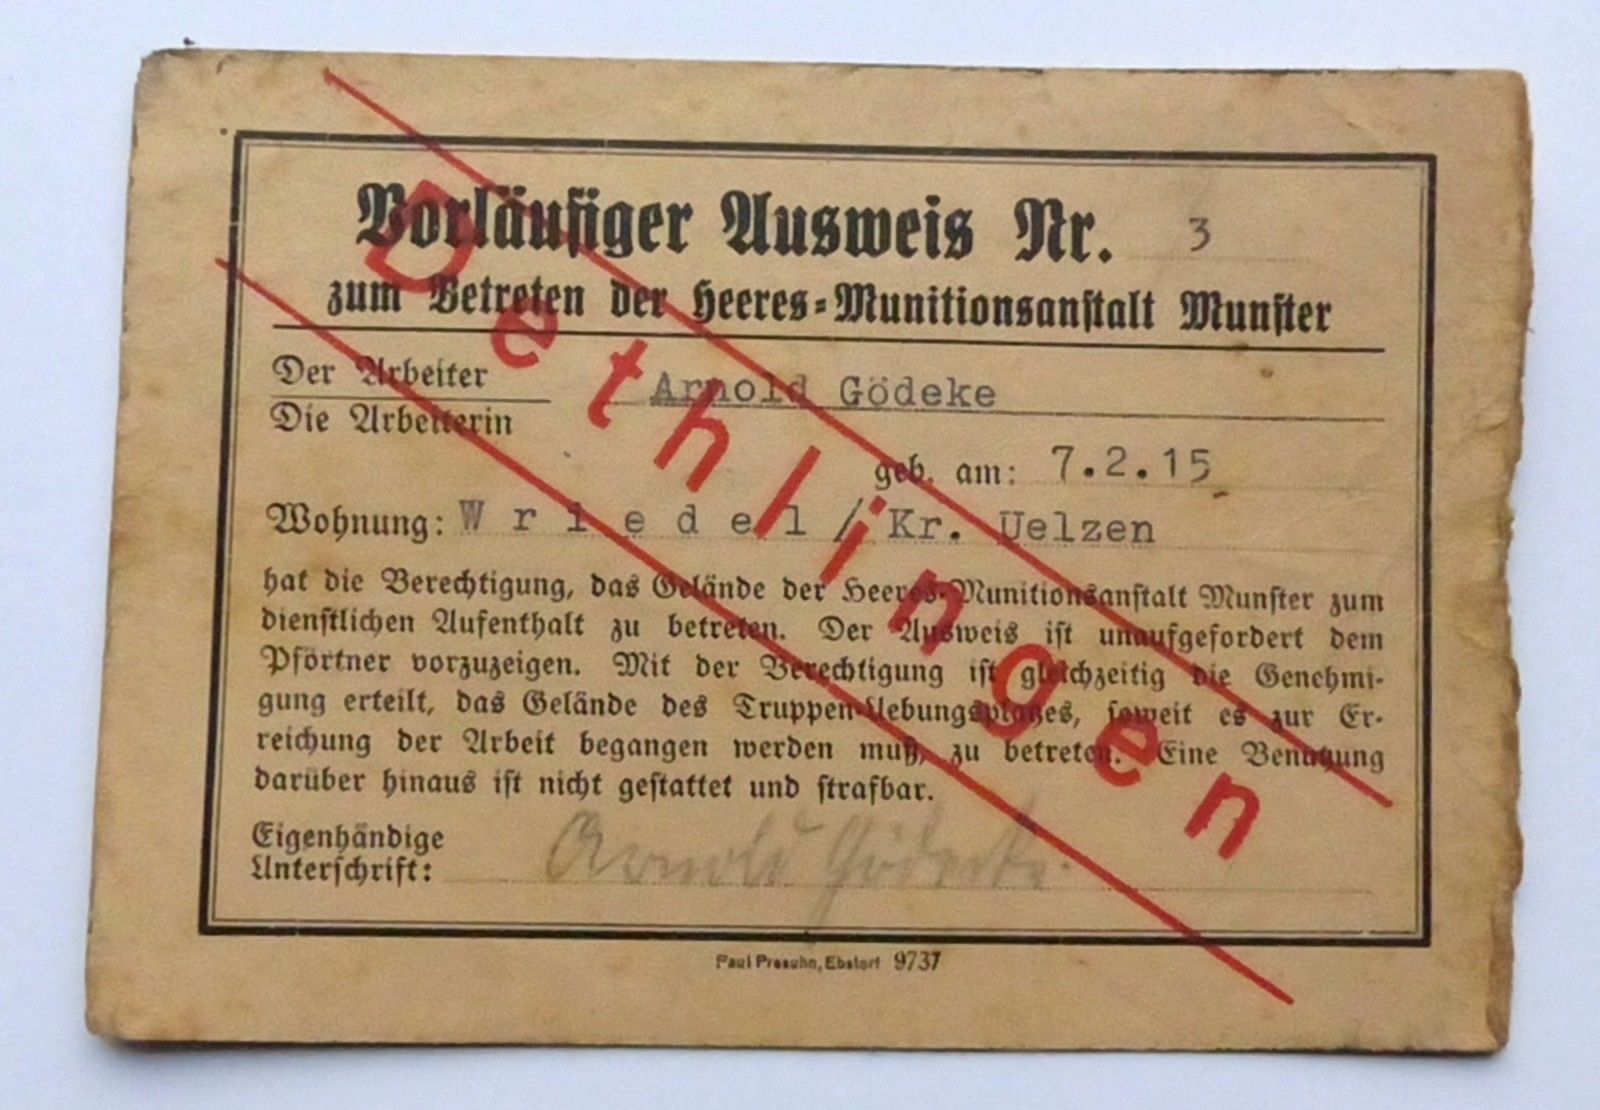 Vorläufiger Ausweis Nr. 3
zum Betreten der Heeres=Munitionsanstalt Munster
Der Arbeiter
Die Arbeiterin
Arnold Gödeke
geb. am: 7.2.15
Wohnung: Wriedel / Kr. Uelzen
hat die Berechtigung, das Gelände der Heeres-Munitionsanstalt Munster zum
dienstlichen Aufenthalt zu betreten. Der Ausweis ist unaufgefordert dem
Pförtner vorzuzeigen. Mit der Berechtigung ist gleichzeitig die Genehmi-
gung erteilt, das Gelände des Truppen-Uebungsplatzes, soweit es zur Er-
reichung der Arbeit begangen werden muß, zu betreten. Eine Benutzung
darüber hinaus ist nicht gestattet und strafbar.
Eigenhändige
Unterschrift: Arnold Gödeke.
Paul Prasuhn, Ebstorf 9737
Dethlingen